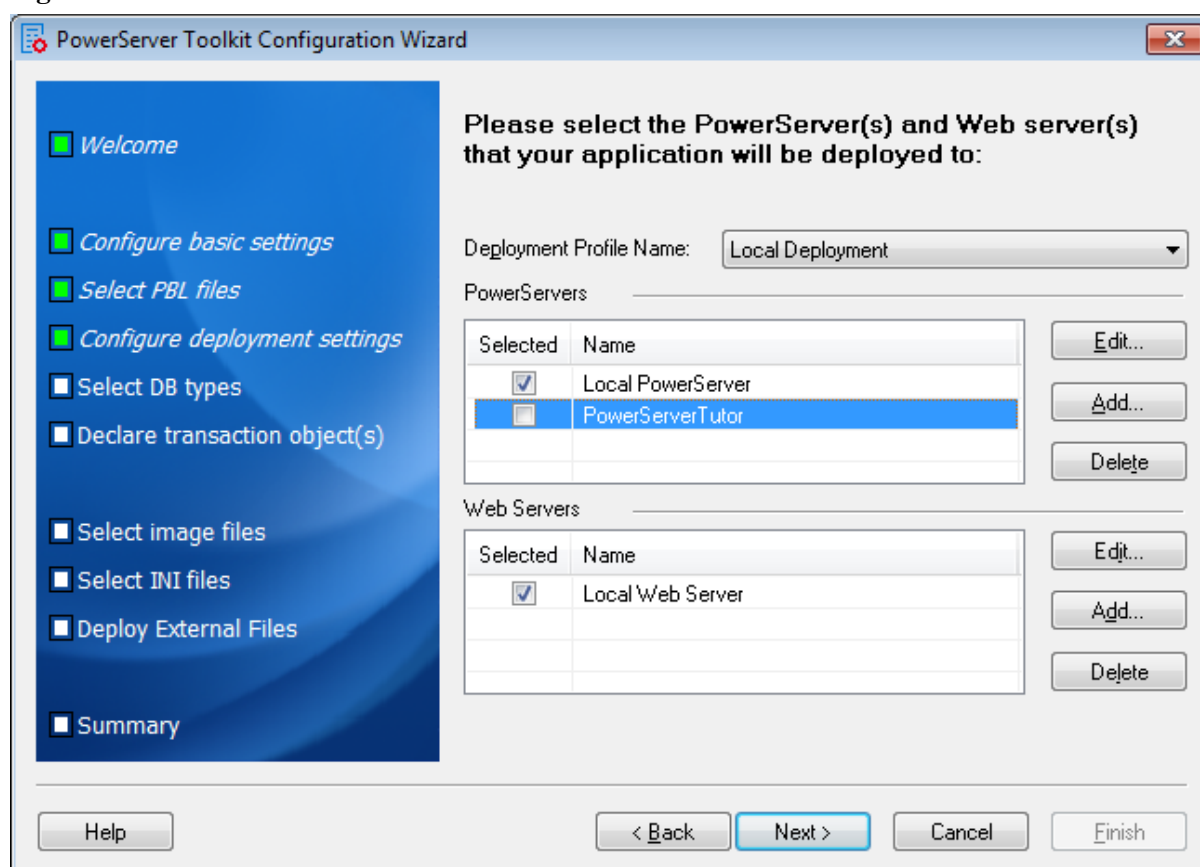 PowerServer Toolkit Configuration Wizard
Welcome
Configure basic settings
Select PBL files
Configure deployment settings
Select DB types
Declare transaction object(s)
Select image files
Select INI files
Deploy External Files
Summary
Please select the PowerServer(s) and Web server(s)
that your application will be deployed to:
Deployment Profile Name: Local Deployment
PowerServers
Selected Name
Local PowerServer
PowerServerTutor
Edit...
Add...
Delete
Web Servers
Selected Name
Local Web Server
Edit...
Add...
Delete
Help
< Back
Next >
Cancel
Finish